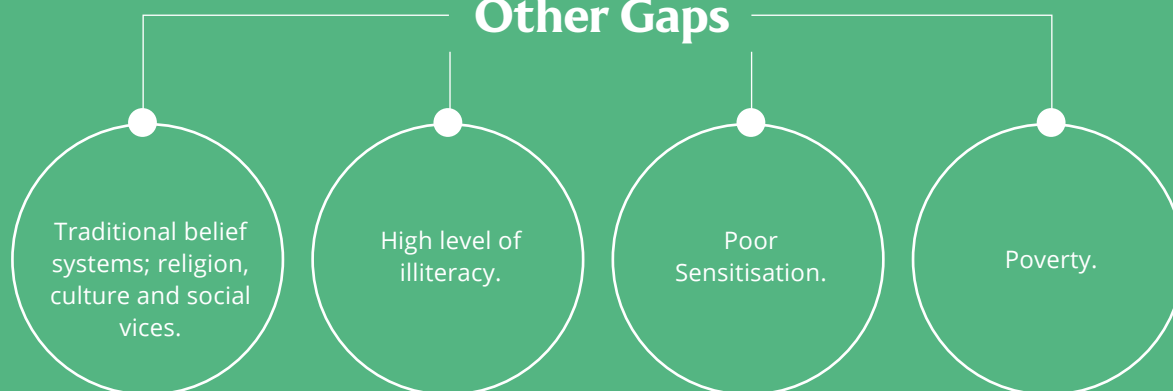 Other Gaps
Traditional belief
systems; religion,
culture and social
vices.
High level of
illiteracy.
Poor
Sensitisation.
Poverty.